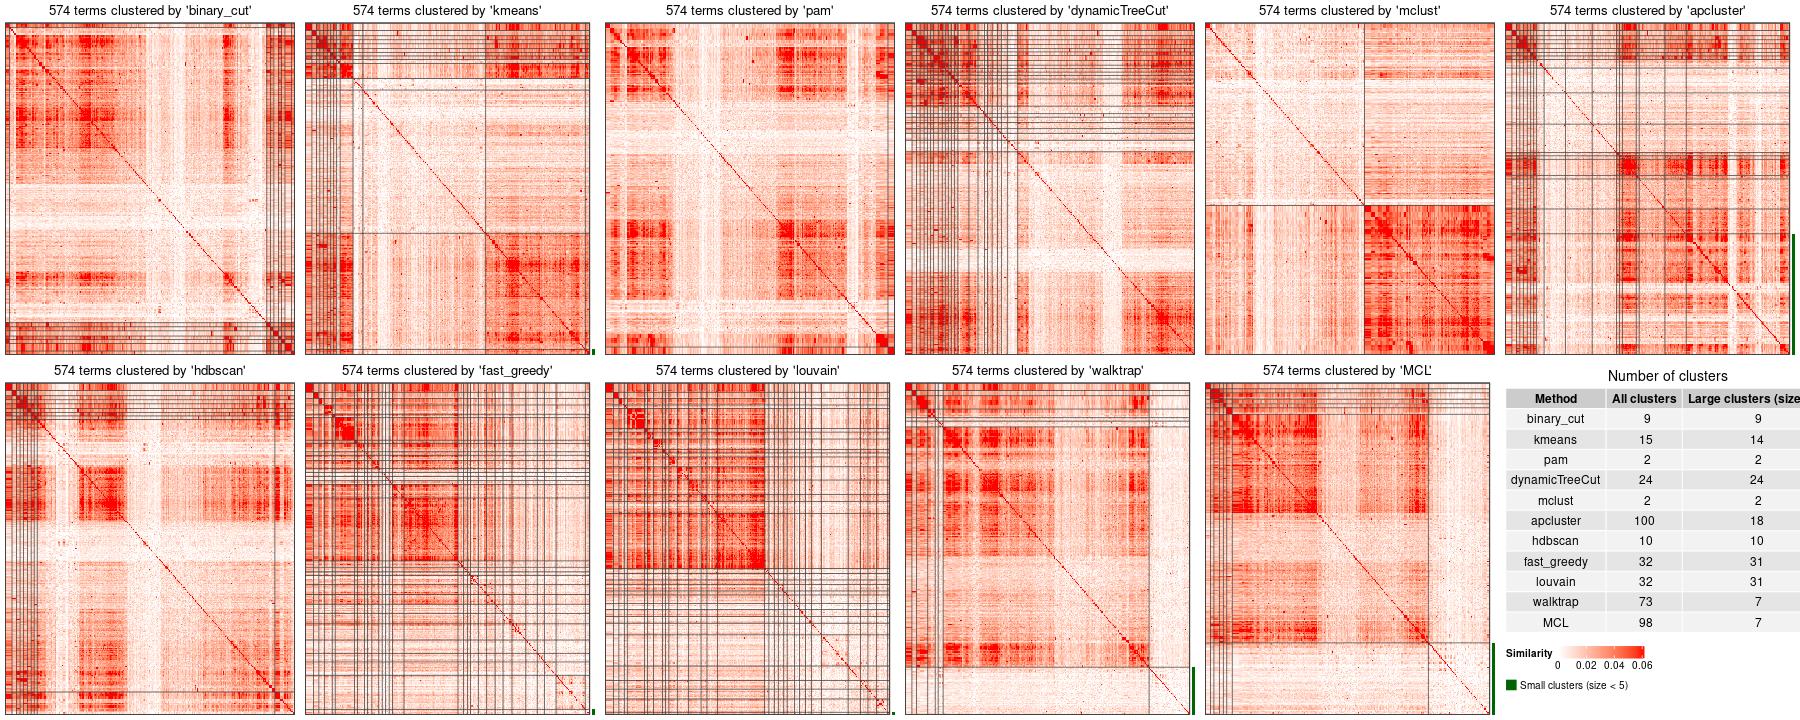 574 terms clustered by 'binary_cut'
574 terms clustered by 'kmeans'
574 terms clustered by 'pam'
574 terms clustered by 'dynamicTreeCut'
574 terms clustered by 'mclust'
574 terms clustered by 'apcluster'
574 terms clustered by 'hdbscan'
574 terms clustered by 'fast_greedy'
574 terms clustered by 'louvain'
574 terms clustered by 'walktrap'
574 terms clustered by 'MCL'
Number of clusters
Method All clusters Large clusters (size
binary_cut 9 9
kmeans 15 14
pam 2 2
dynamicTreeCut 24 24
mclust 2 2
apcluster 100 18
hdbscan 10 10
fast_greedy 32 31
louvain 32 31
walktrap 73 7
MCL 98 7
Similarity
0 0.02 0.04 0.06
Small clusters (size < 5)